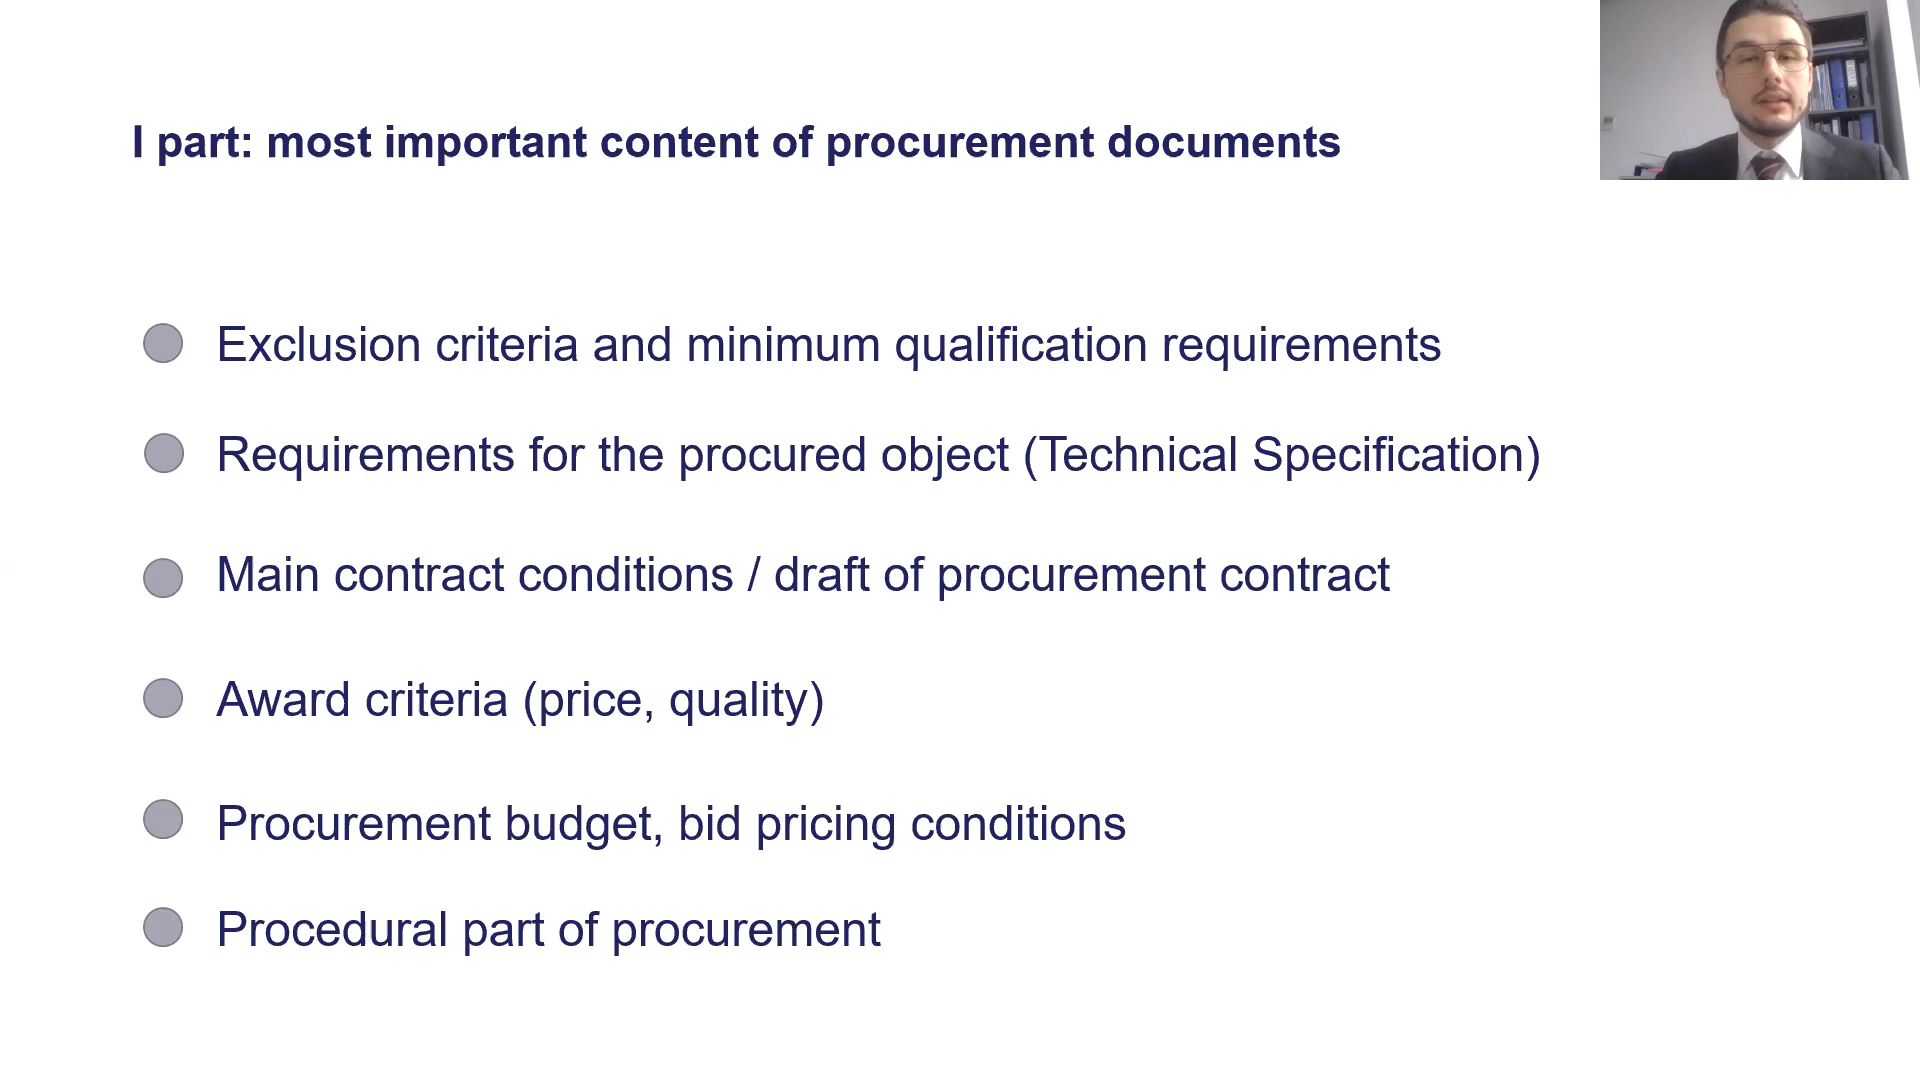 I part: most important content of procurement documents
Exclusion criteria and minimum qualification requirements
Requirements for the procured object (Technical Specification)
Main contract conditions / draft of procurement contract
Award criteria (price, quality)
Procurement budget, bid pricing conditions
Procedural part of procurement